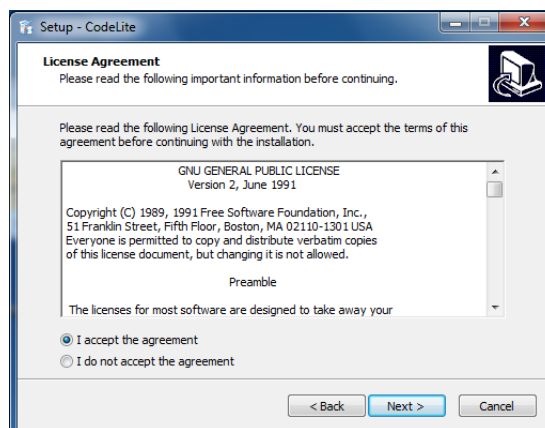 Setup - CodeLite
License Agreement
Please read the following important information before continuing.
Please read the following License Agreement. You must accept the terms of this
agreement before continuing with the installation.
GNU GENERAL PUBLIC LICENSE
Version 2, June 1991
Copyright (C) 1989, 1991 Free Software Foundation, Inc.,
51 Franklin Street, Fifth Floor, Boston, MA 02110-1301 USA
Everyone is permitted to copy and distribute verbatim copies
of this license document, but changing it is not allowed.
Preamble
The licenses for most software are designed to take away your
I accept the agreement
I do not accept the agreement
< Back Next > Cancel